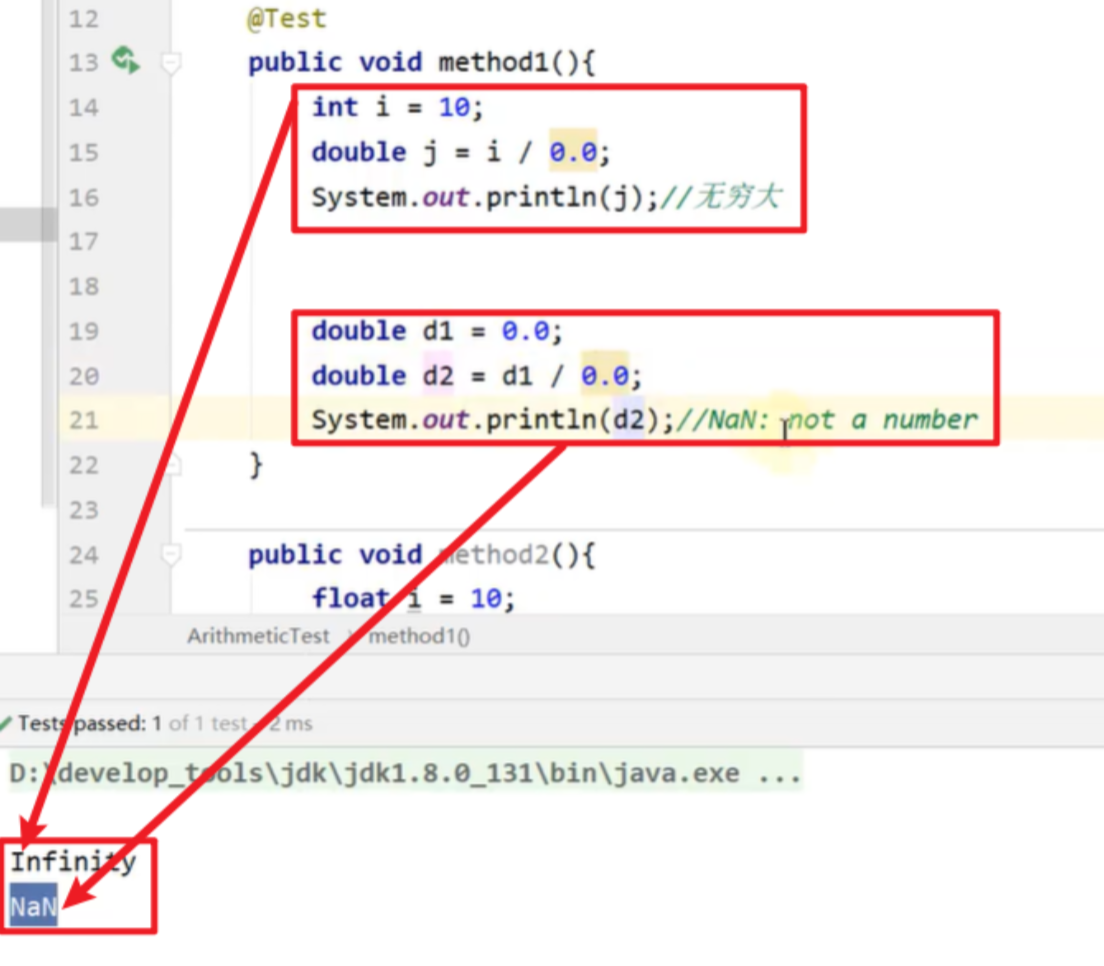 12 @Test
13 public void method1(){
14 int i = 10;
15 double j = i / 0.0;
16 System.out.println(j);//无穷大
17
18
19 double d1 = 0.0;
20 double d2 = d1 / 0.0;
21 System.out.println(d2);//NaN: not a number
22 }
23
24 public void method2(){
25 float i = 10;
ArithmeticTest › method1()
Tests passed: 1 of 1 test – 2 ms
D:\develop_tools\jdk\jdk1.8.0_131\bin\java.exe ...
Infinity
NaN